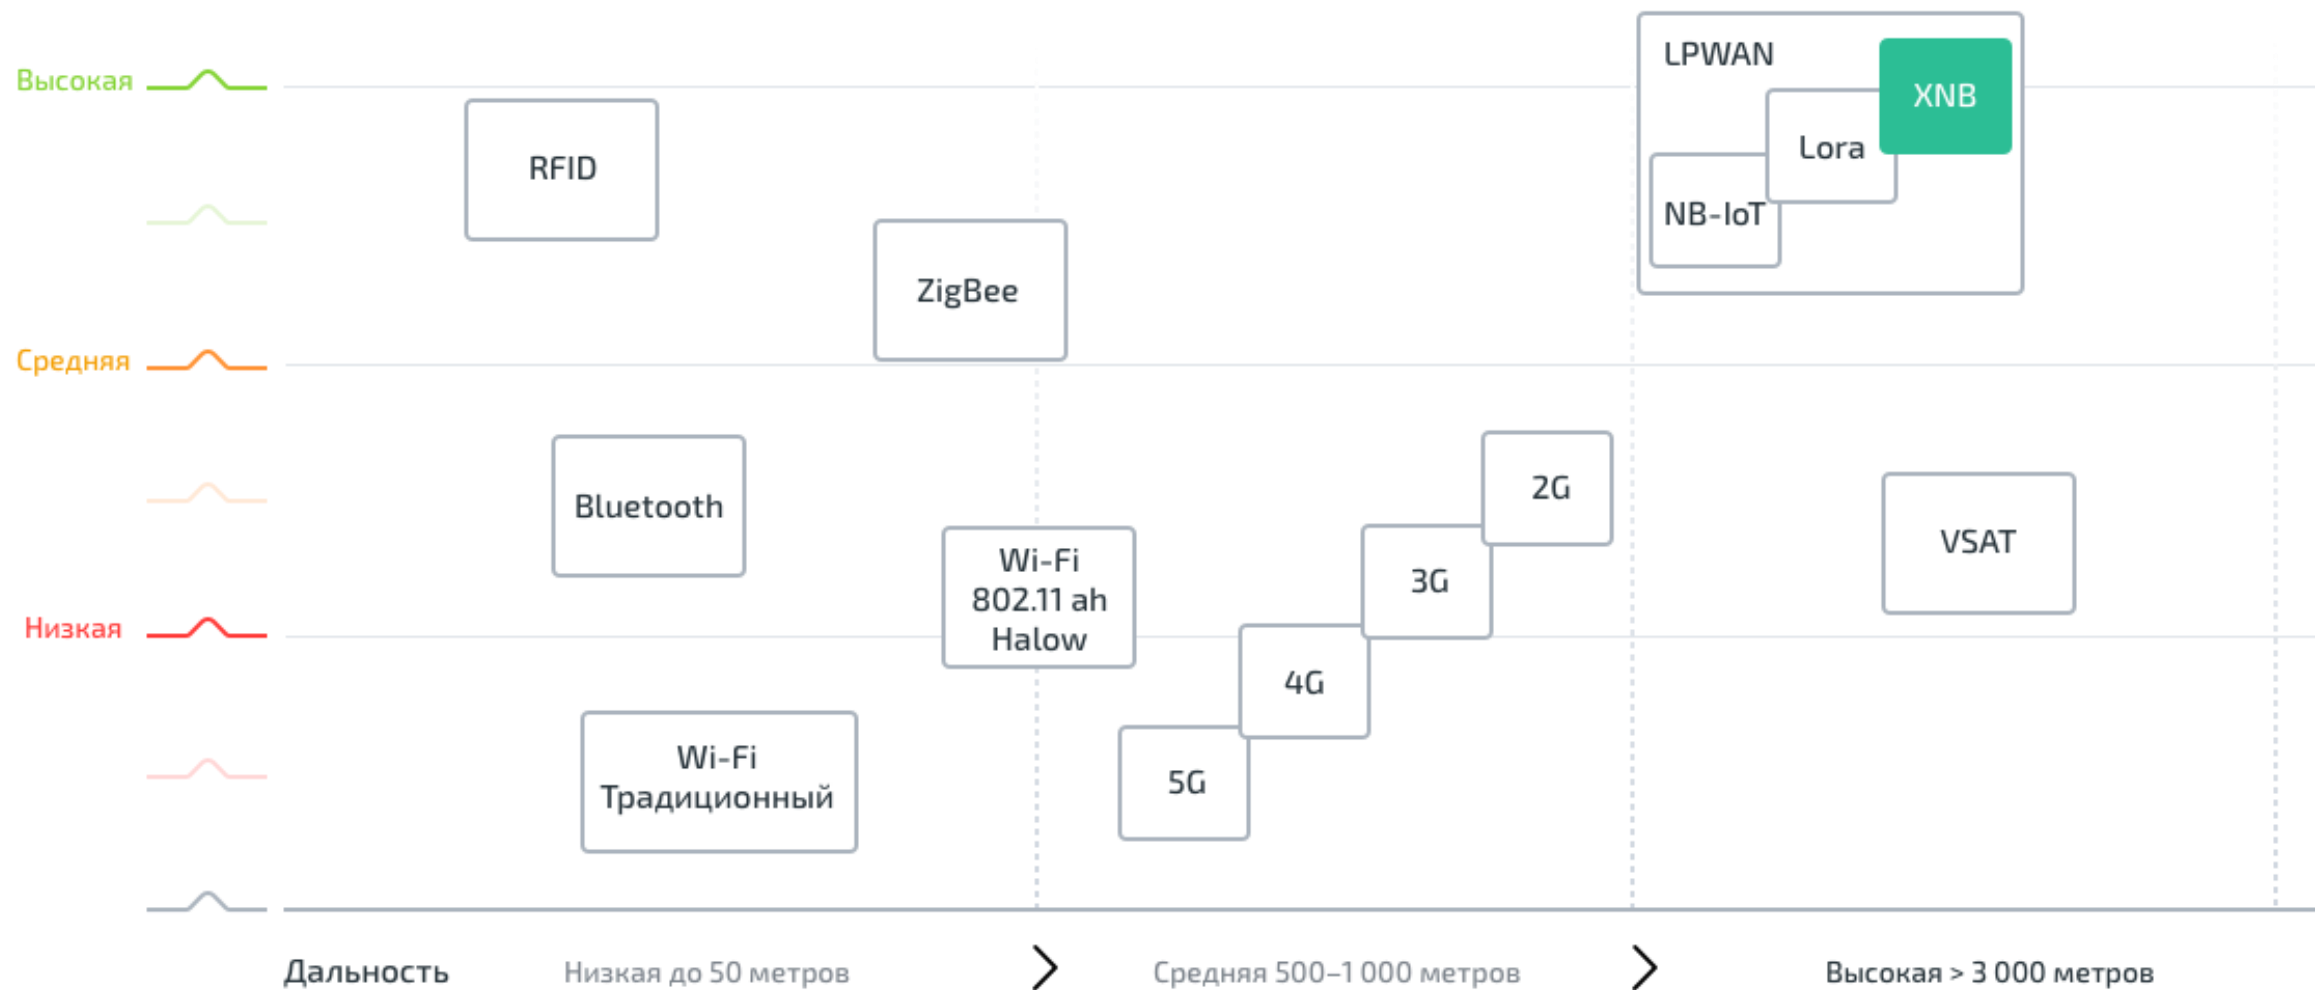 LPWAN
Высокая
XNB
Lora
RFID
NB-IoT
ZigBee
Средняя
2G
Bluetooth
VSAT
Wi-Fi
802.11 ah
Halow
3G
Низкая
4G
Wi-Fi
Традиционный
5G
Дальность
Низкая до 50 метров
Средняя 500–1 000 метров
Высокая > 3 000 метров